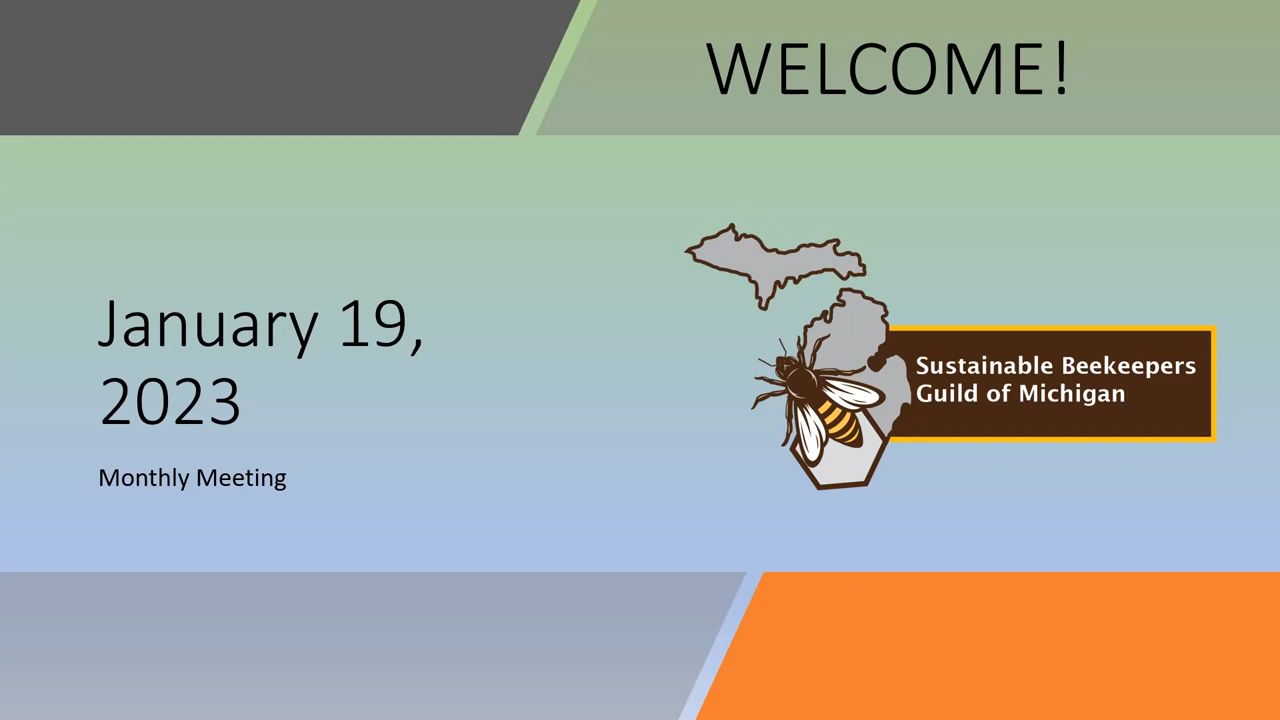 WELCOME!
January 19,
2023
Monthly Meeting
Sustainable Beekeepers
Guild of Michigan